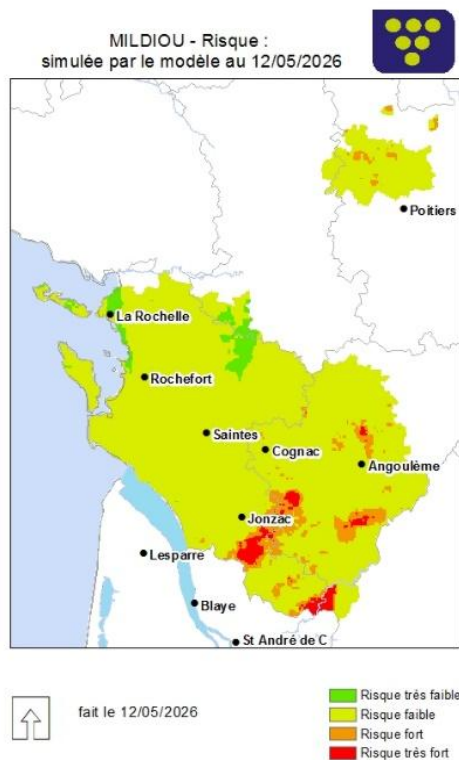 MILDIOU - Risque :
simulée par le modèle au 12/05/2026
Poitiers
La Rochelle
Rochefort
Saintes
Cognac
Angoulême
Jonzac
Lesparre
Blaye
St André de C
fait le 12/05/2026
Risque très faible
Risque faible
Risque fort
Risque très fort